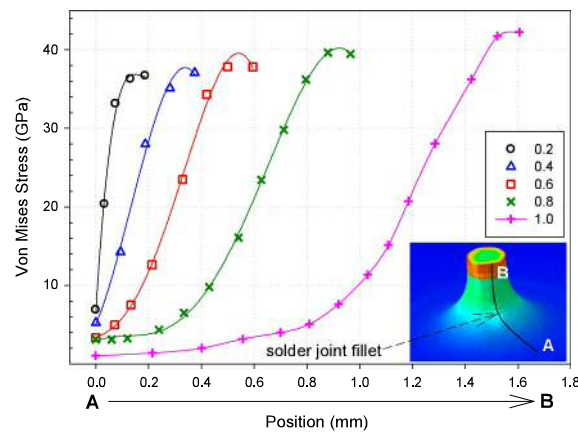 Von Mises Stress (GPa)
40
30
20
10
0.2
0.4
0.6
0.8
1.0
B
A
solder joint fillet
0.0 0.2 0.4 0.6 0.8 1.0 1.2 1.4 1.6 1.8
A B
Position (mm)